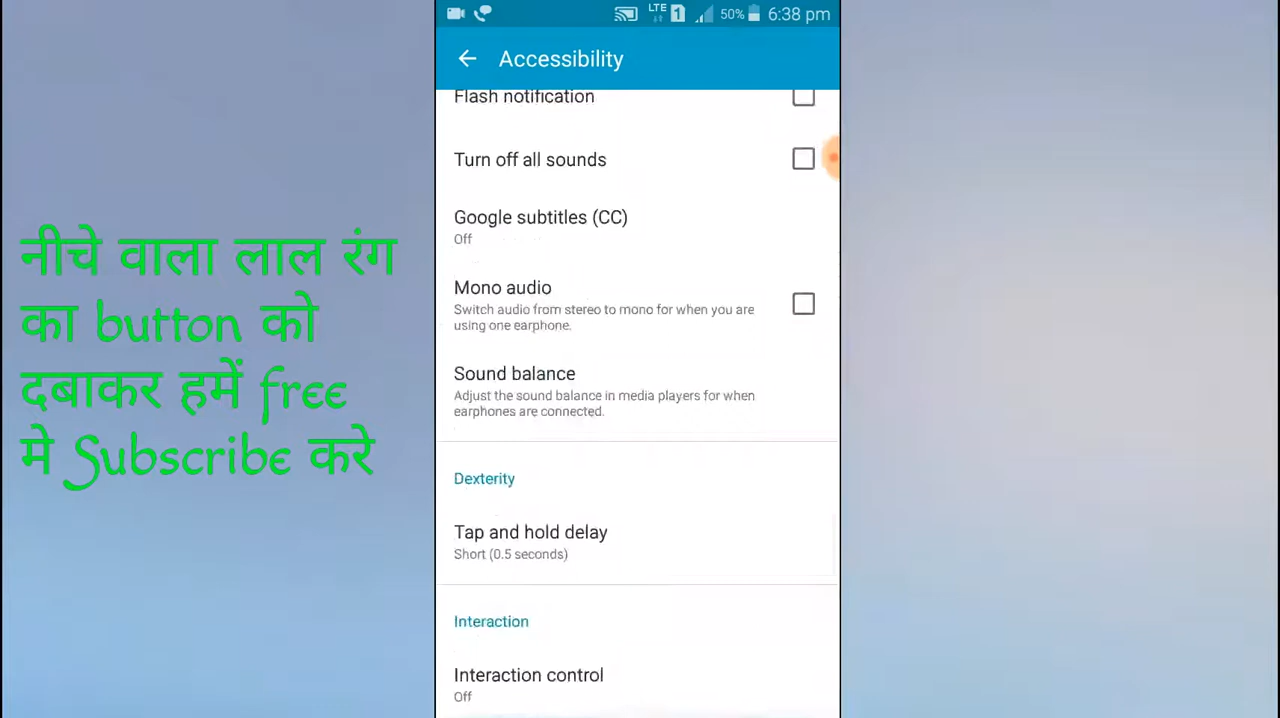 LTE 1 50% 6:38 pm
Accessibility
Flash notification
Turn off all sounds
Google subtitles (CC)
Off
Mono audio
Switch audio from stereo to mono for when you are
using one earphone.
Sound balance
Adjust the sound balance in media players for when
earphones are connected.
Dexterity
Tap and hold delay
Short (0.5 seconds)
Interaction
Interaction control
Off
नीचे वाला लाल रंग
का button को
दबाकर हमें free
मे Subscribe करे